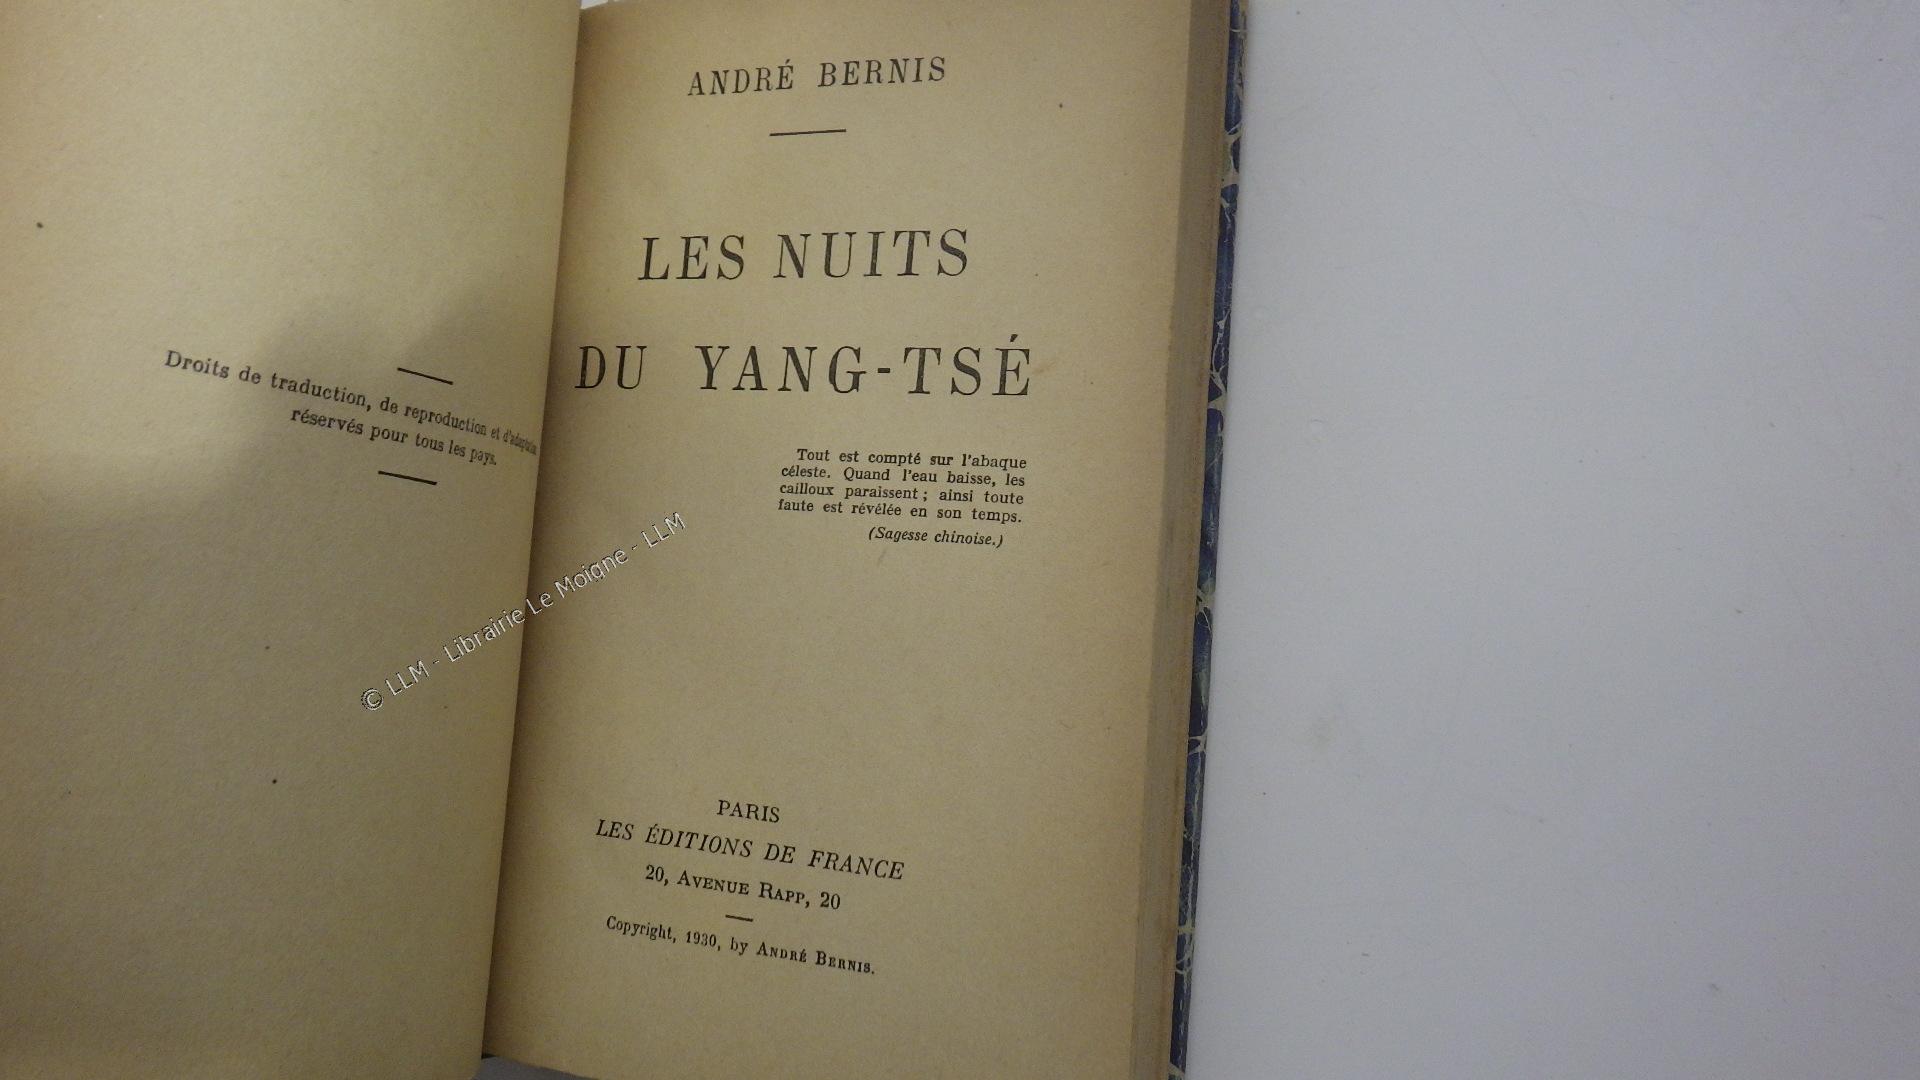 Droits de traduction, de reproduction et d'adaptation
réservés pour tous les pays.
ANDRÉ BERNIS
LES NUITS
DU YANG-TSÉ
Tout est compté sur l'abaque
céleste. Quand l'eau baisse, les
cailloux paraissent ; ainsi toute
faute est révélée en son temps.
(Sagesse chinoise.)
PARIS
LES ÉDITIONS DE FRANCE
20, AVENUE RAPP, 20
Copyright, 1930, by ANDRÉ BERNIS.
© LLM - Librairie Le Moigne - LLM